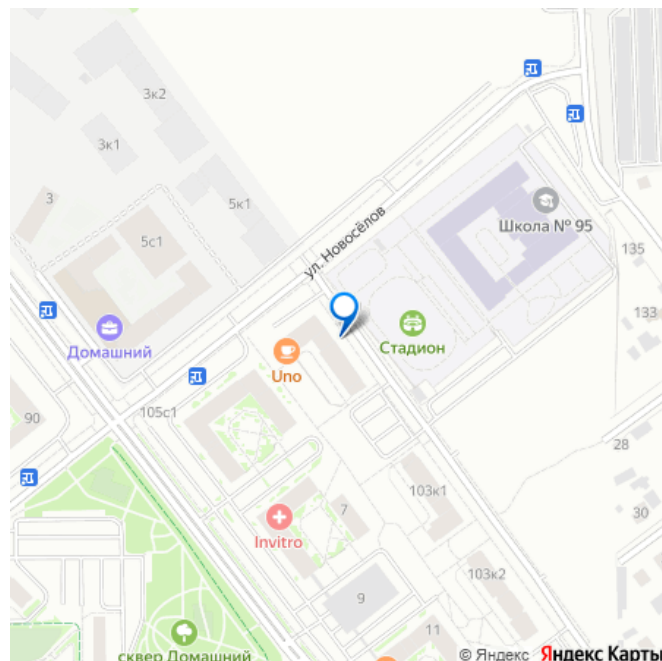 3к2
3к1
3
5к1
5с1
ул. Новосёлов
Школа № 95
135
133
Домашний
Стадион
Uno
90
105с1
28
103к1
7
30
Invitro
103к2
9
11
сквер Домашний
© Яндекс Яндекс Карты